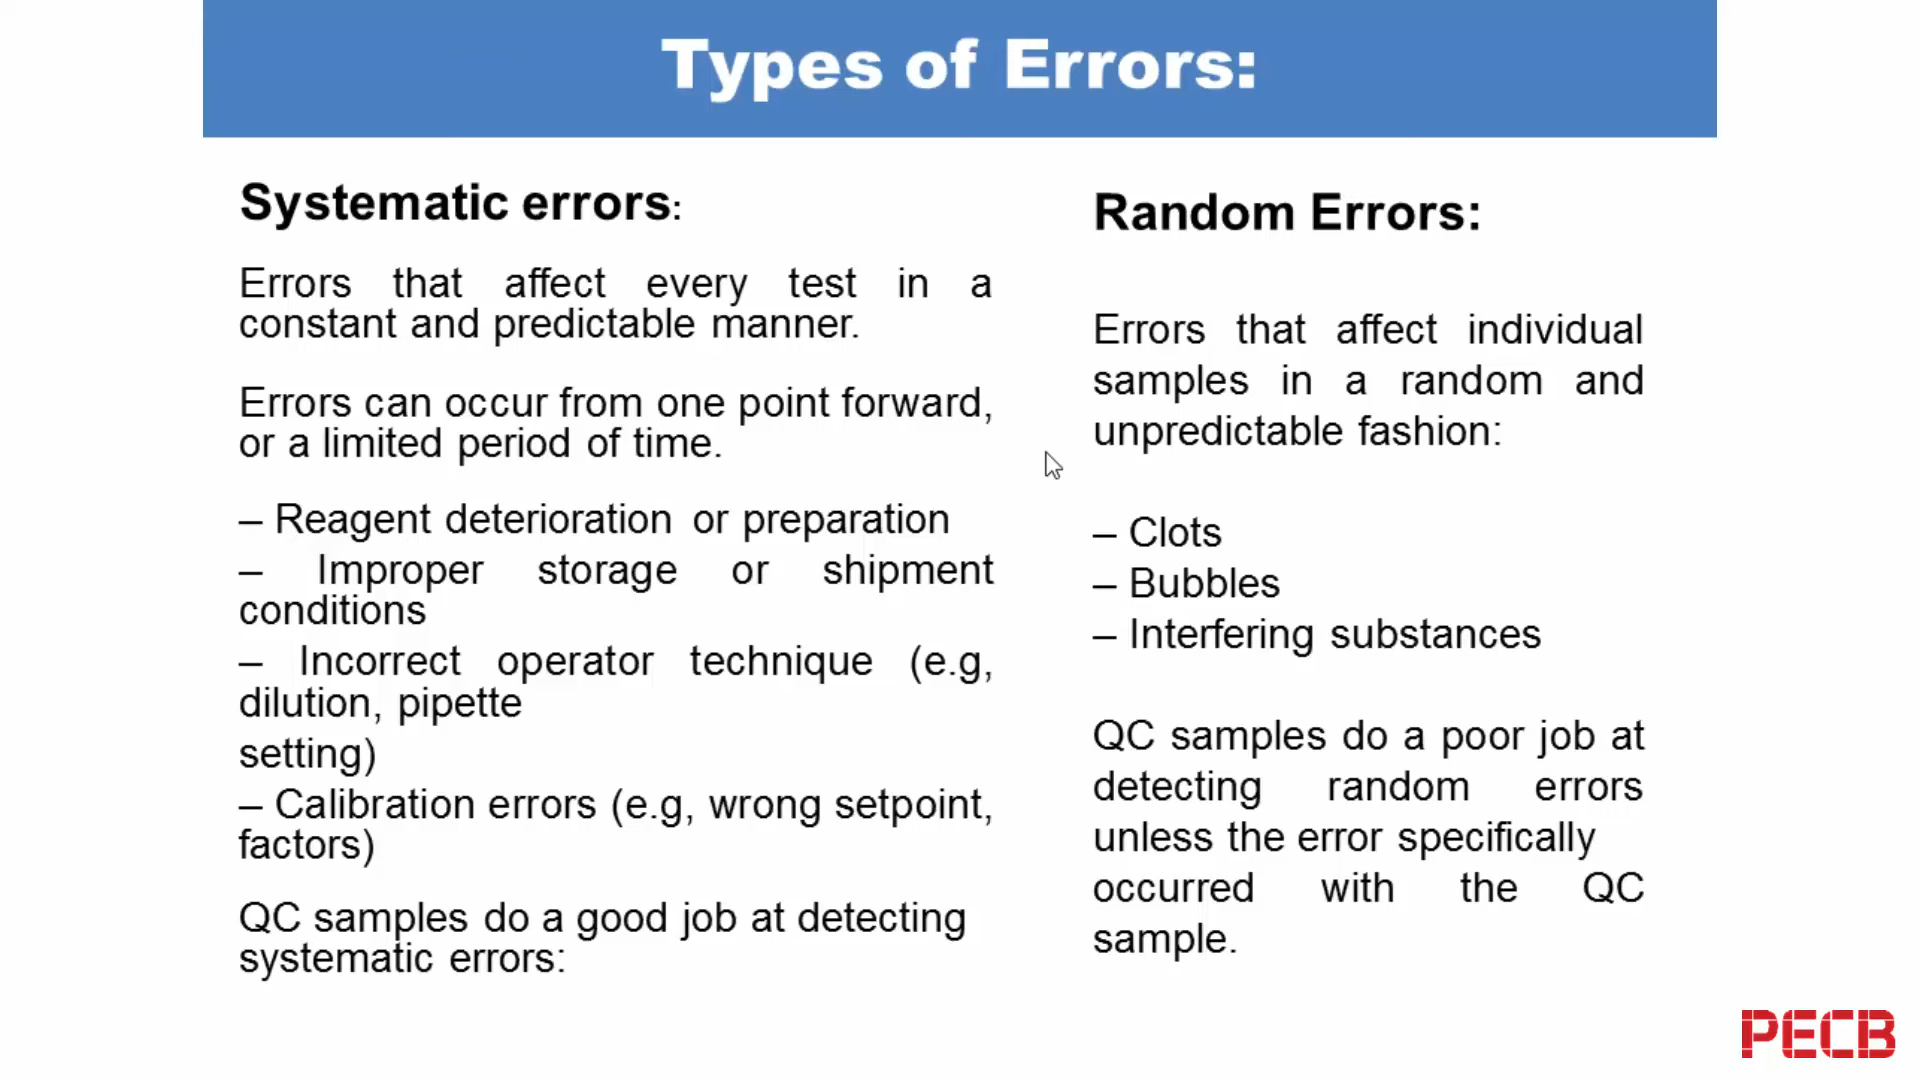 Types of Errors:
Systematic errors:
Errors that affect every test in a
constant and predictable manner.
Errors can occur from one point forward,
or a limited period of time.
– Reagent deterioration or preparation
– Improper storage or shipment
conditions
– Incorrect operator technique (e.g,
dilution, pipette
setting)
– Calibration errors (e.g, wrong setpoint,
factors)
QC samples do a good job at detecting
systematic errors:
Random Errors:
Errors that affect individual
samples in a random and
unpredictable fashion:
– Clots
– Bubbles
– Interfering substances
QC samples do a poor job at
detecting random errors
unless the error specifically
occurred with the QC
sample.
PECB